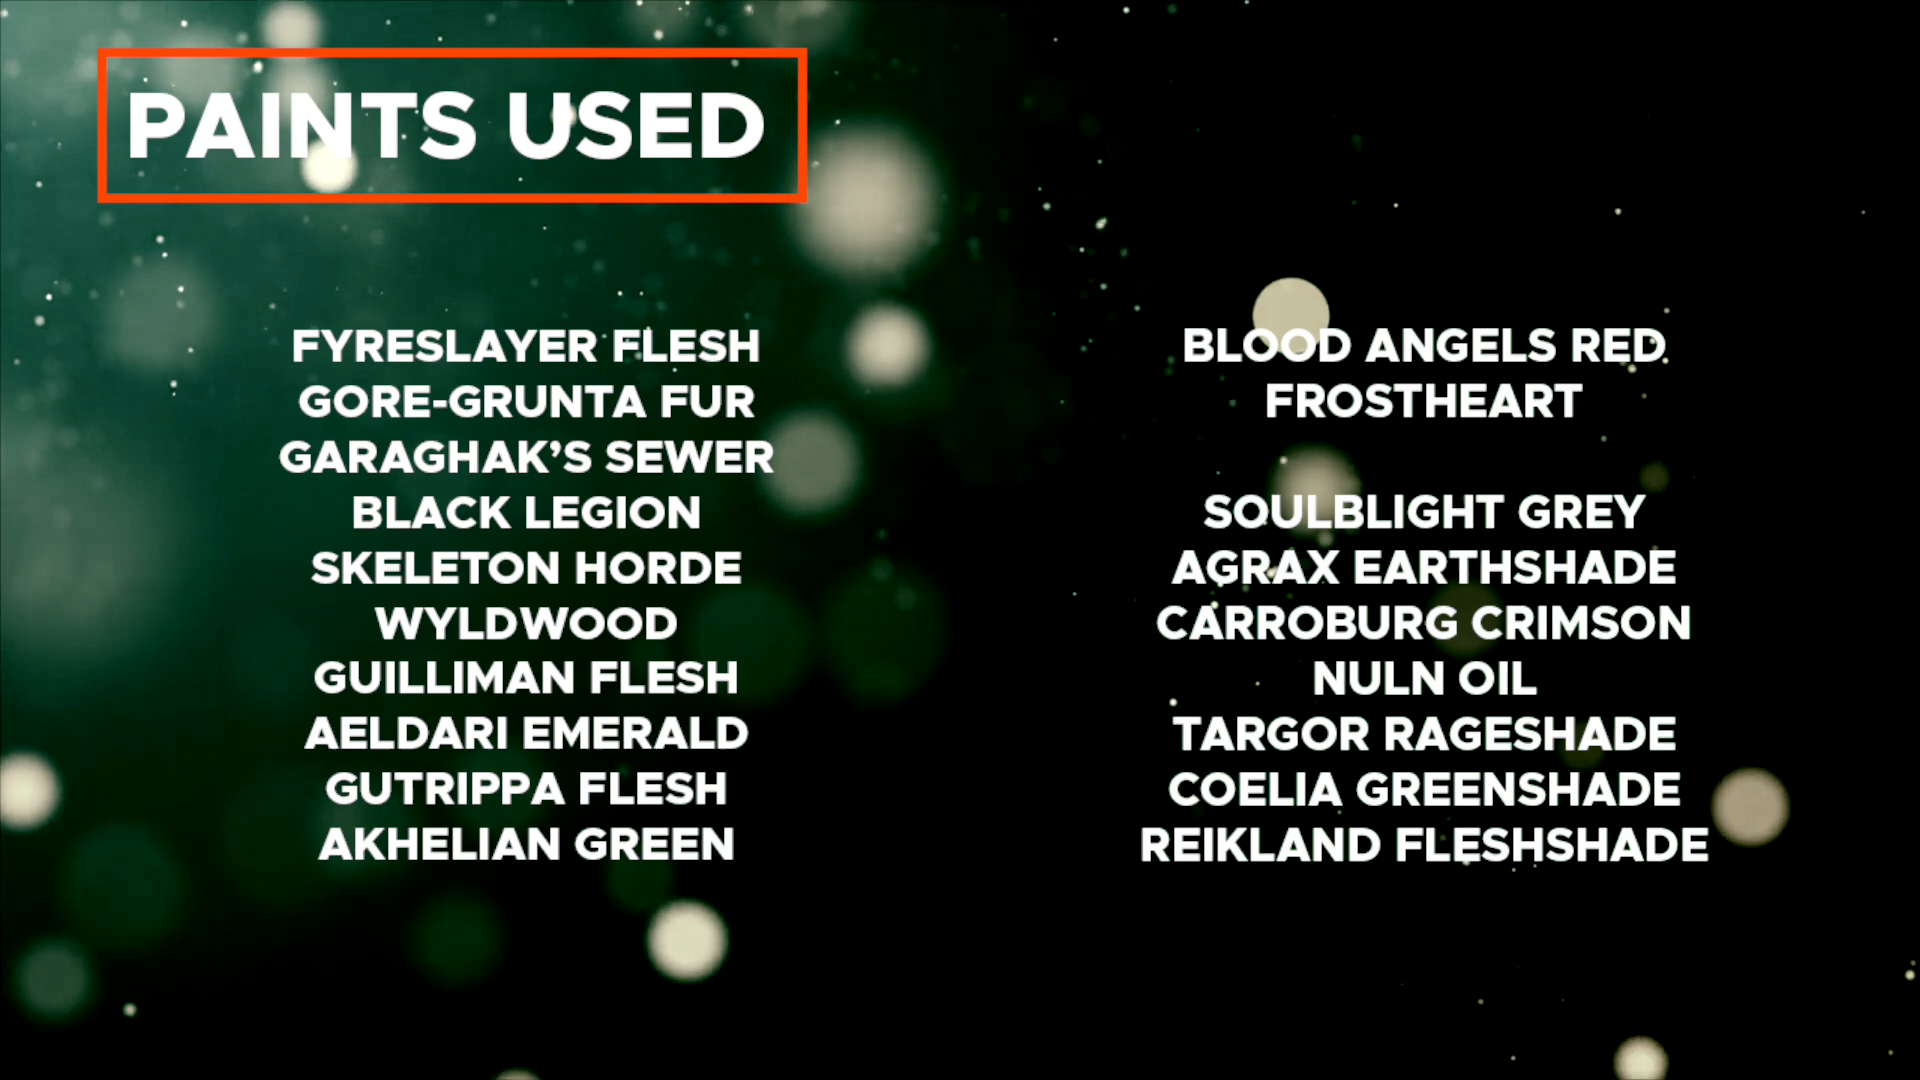 PAINTS USED
FYRESLAYER FLESH
GORE-GRUNTA FUR
GARAGHAK’S SEWER
BLACK LEGION
SKELETON HORDE
WYLDWOOD
GUILLIMAN FLESH
AELDARI EMERALD
GUTRIPPA FLESH
AKHELIAN GREEN
BLOOD ANGELS RED
FROSTHEART
SOULBLIGHT GREY
AGRAX EARTHSHADE
CARROBURG CRIMSON
NULN OIL
TARGOR RAGESHADE
COELIA GREENSHADE
REIKLAND FLESHSHADE